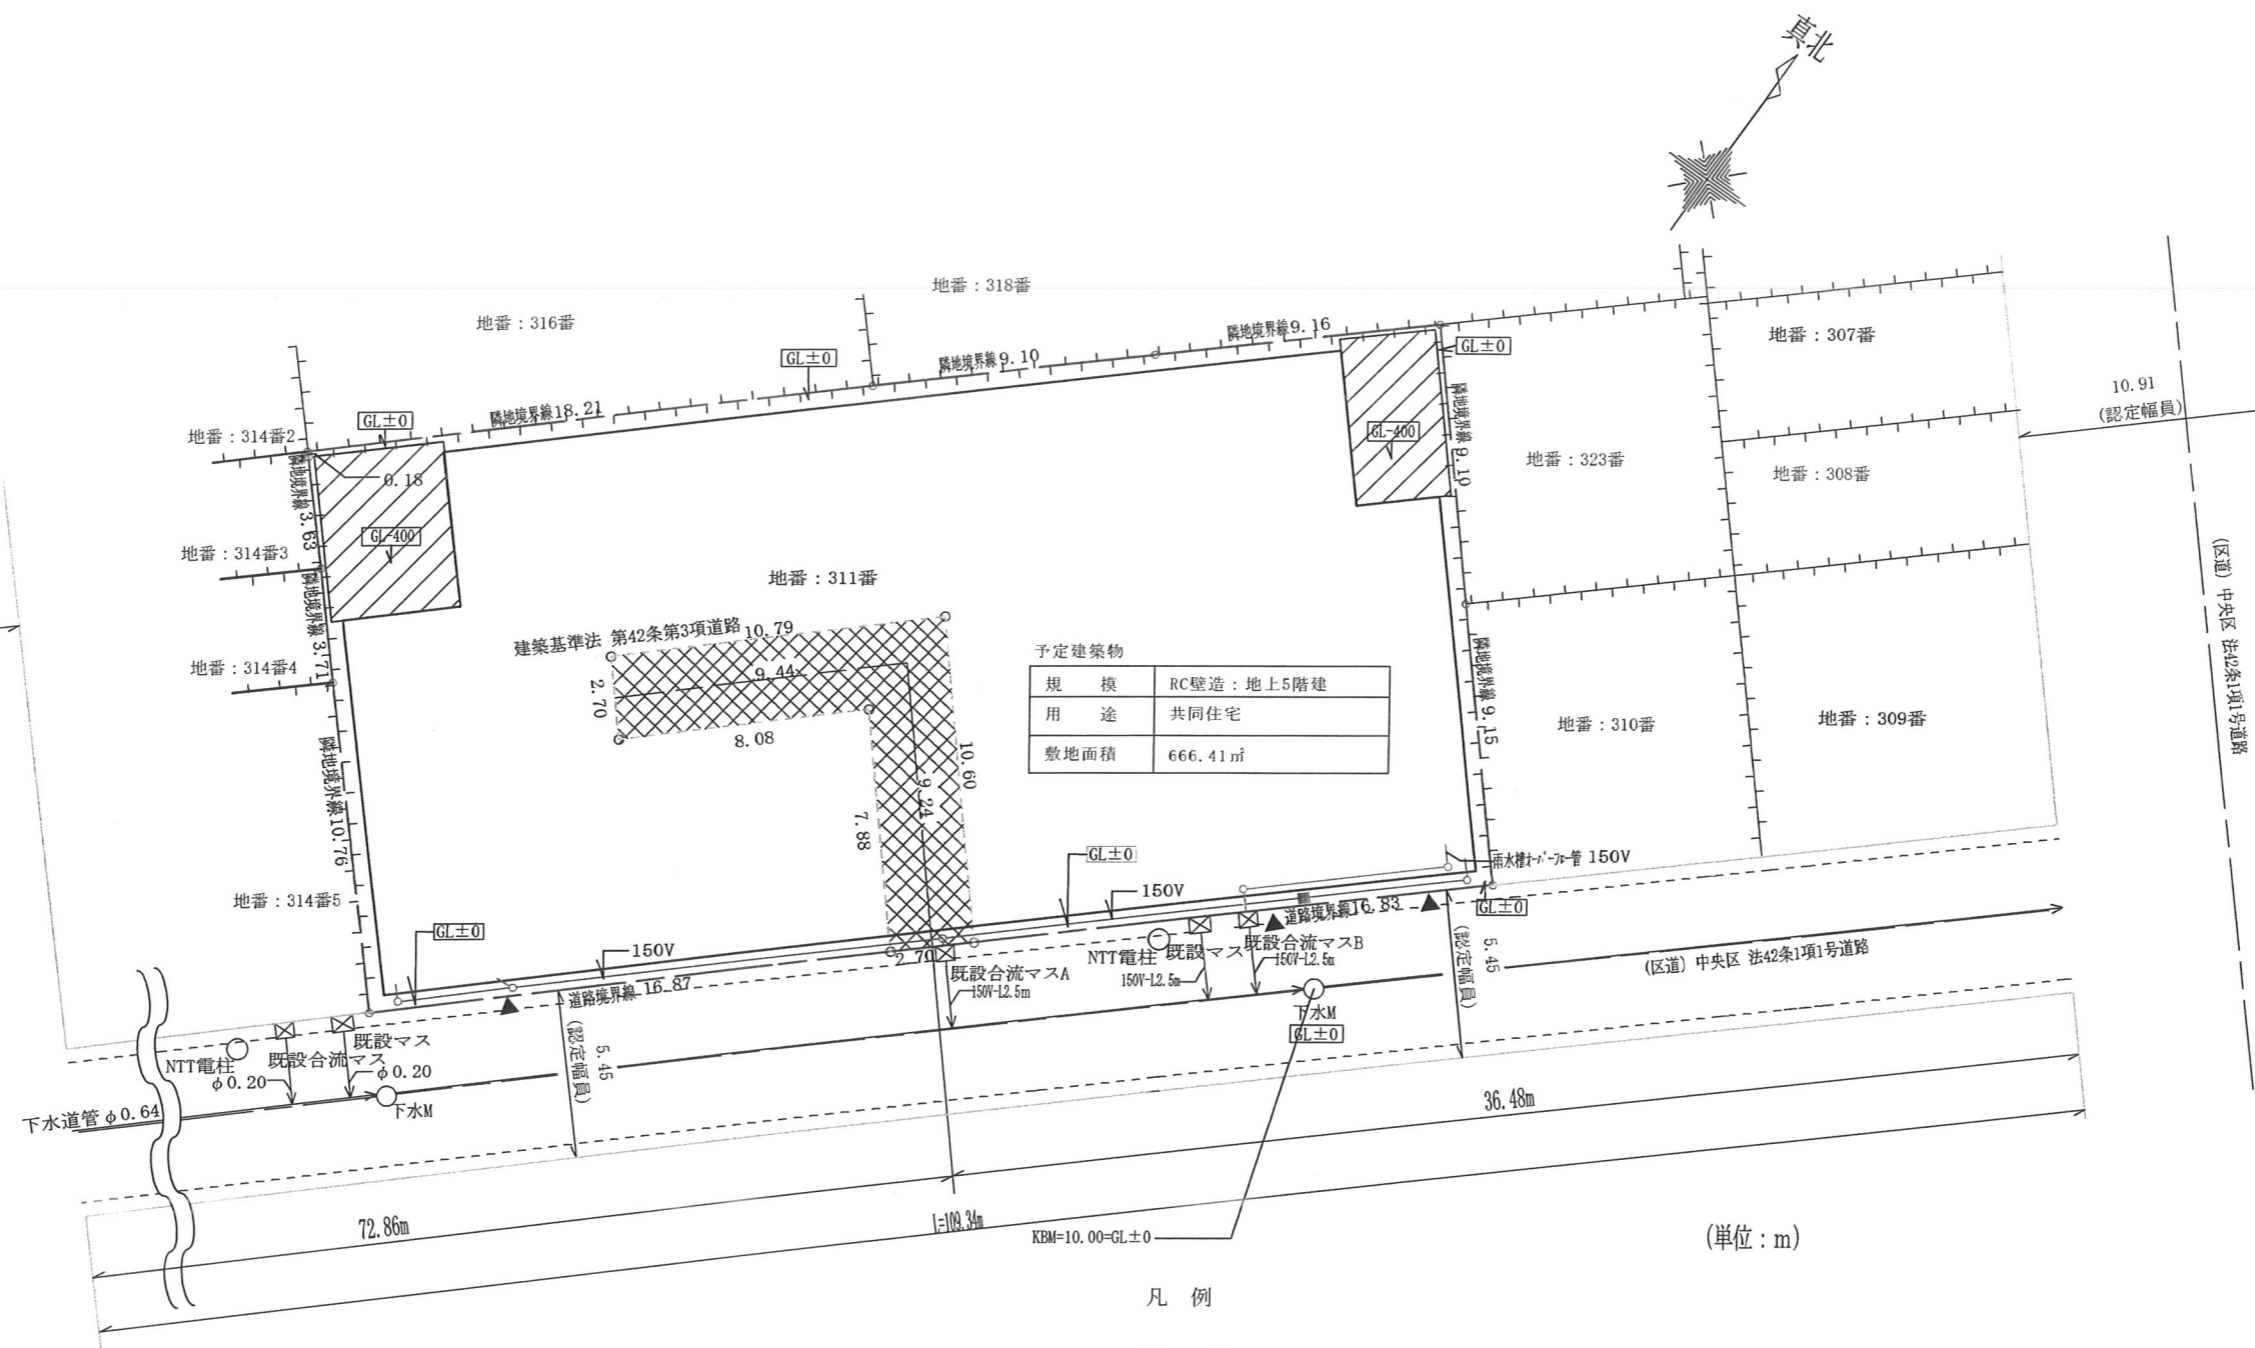 真北
地番：318番
地番：316番
隣地境界線9.16
地番：307番
GL±0
GL±0
隣地境界線9.10
10.91
(認定幅員)
隣地境界線18.21
GL±0
地番：314番2
隣地境界線 9.10
GL-400
地番：323番
地番：308番
0.18
隣地境界線 3.63
GL-400
地番：314番3
地番：311番
(区道) 中央区 法42条1項1号道路
隣地境界線 3.71
建築基準法 第42条第3項道路
10.79
予定建築物
地番：314番4
9.44
2.70
規　模
RC壁造：地上5階建
用　途
共同住宅
敷地面積
666.41㎡
隣地境界線 9.15
地番：310番
地番：309番
8.08
10.60
9.24
7.88
隣地境界線10.76
GL±0
雨水槽オーバーフロー管 150V
150V
地番：314番5
GL±0
道路境界線16.83
GL±0
150V
2.70
既設合流マスA
150V-L2.5m
NTT電柱
既設マス
150V-L2.5m
既設合流マスB
150V-L2.5m
5.45
(認定幅員)
(区道) 中央区 法42条1項1号道路
道路境界線 16.87
5.45
(認定幅員)
下水M
GL±0
既設マス
NTT電柱
既設合流マス
φ0.20
φ0.20
下水M
下水道管φ0.64
36.48m
72.86m
L=109.34m
KBM=10.00=GL±0
(単位：m)
凡　例